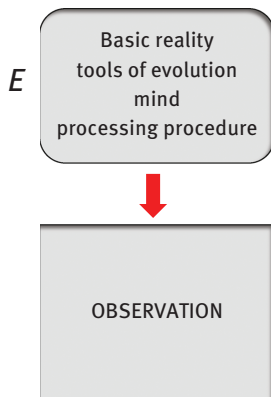 Basic reality
E
tools of evolution
mind
processing procedure
OBSERVATION